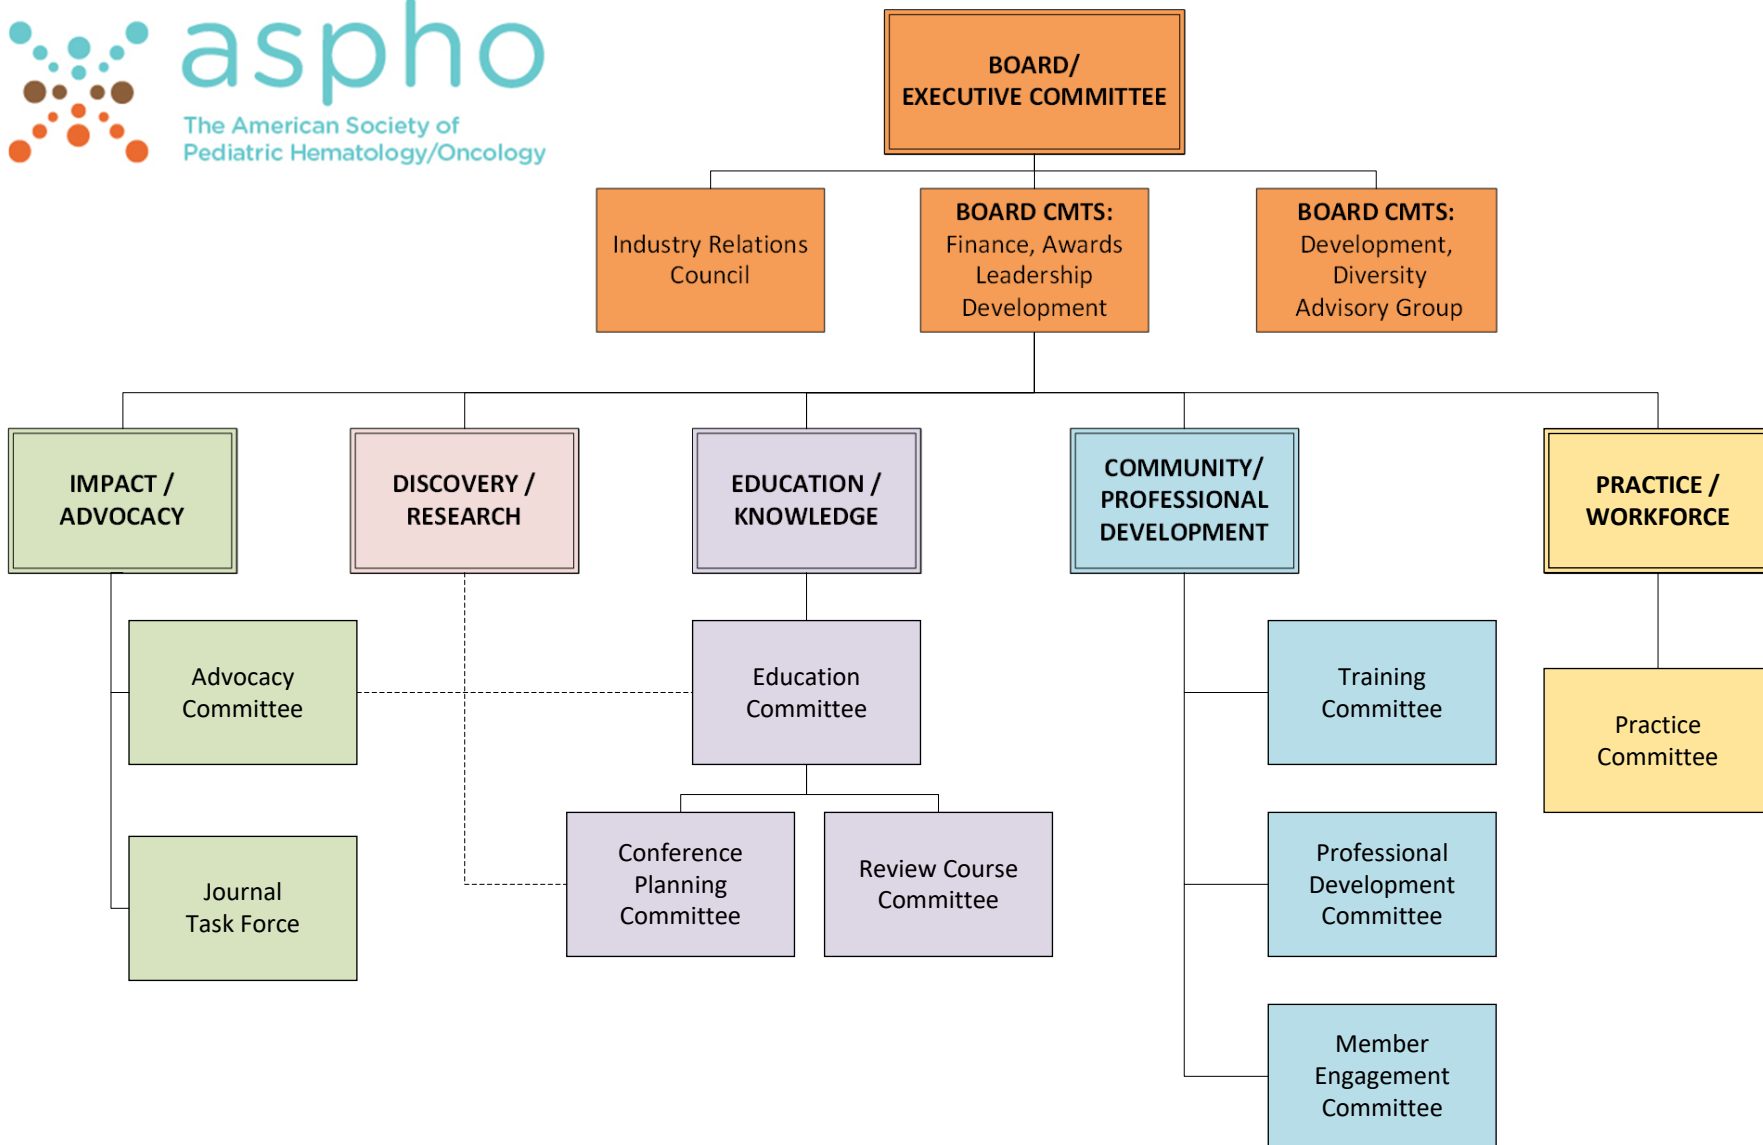 aspho
The American Society of
Pediatric Hematology/Oncology
BOARD/
EXECUTIVE COMMITTEE
Industry Relations
Council
BOARD CMTS:
Finance, Awards
Leadership
Development
BOARD CMTS:
Development,
Diversity
Advisory Group
IMPACT /
ADVOCACY
DISCOVERY /
RESEARCH
EDUCATION /
KNOWLEDGE
COMMUNITY/
PROFESSIONAL
DEVELOPMENT
PRACTICE /
WORKFORCE
Advocacy
Committee
Education
Committee
Training
Committee
Practice
Committee
Journal
Task Force
Conference
Planning
Committee
Review Course
Committee
Professional
Development
Committee
Member
Engagement
Committee